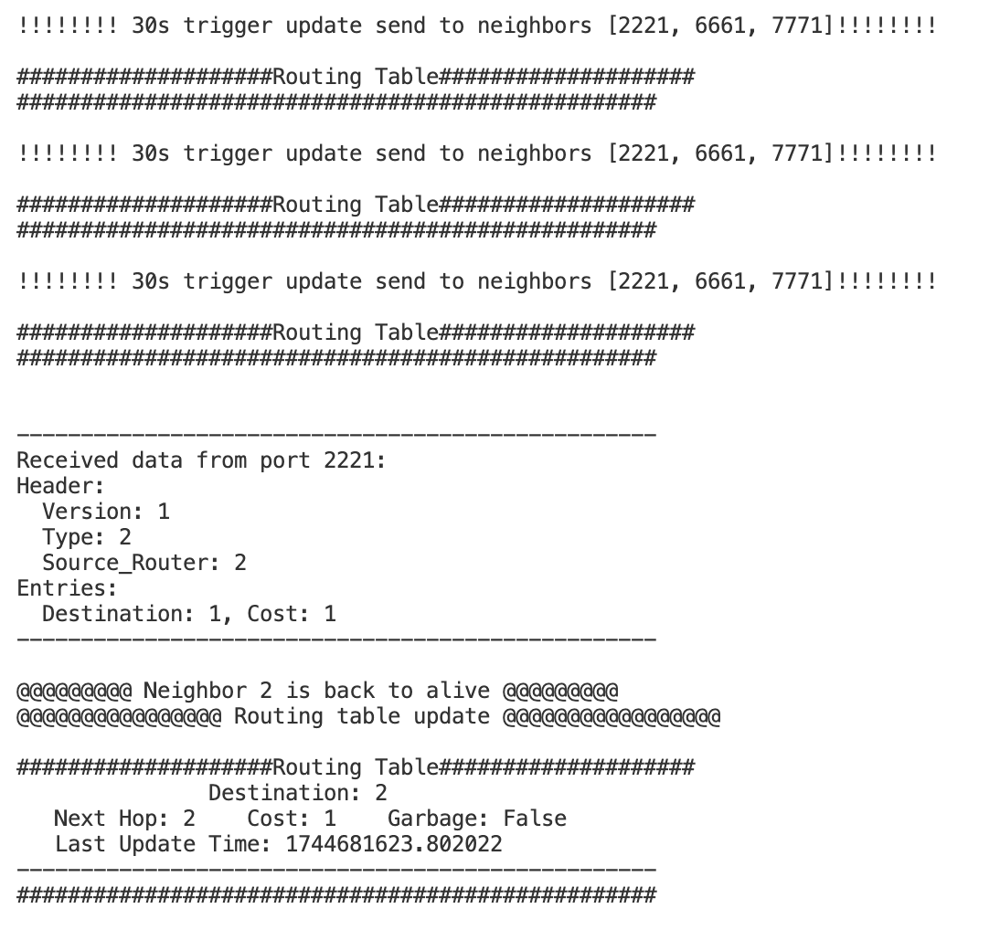 !!!!!!!! 30s trigger update send to neighbors [2221, 6661, 7771]!!!!!!!!
####################Routing Table####################
##################################################
!!!!!!!! 30s trigger update send to neighbors [2221, 6661, 7771]!!!!!!!!
####################Routing Table####################
##################################################
!!!!!!!! 30s trigger update send to neighbors [2221, 6661, 7771]!!!!!!!!
####################Routing Table####################
##################################################
--------------------------------------------------
Received data from port 2221:
Header:
  Version: 1
  Type: 2
  Source_Router: 2
Entries:
  Destination: 1, Cost: 1
--------------------------------------------------
@@@@@@@@@ Neighbor 2 is back to alive @@@@@@@@@
@@@@@@@@@@@@@@@@ Routing table update @@@@@@@@@@@@@@@@@
####################Routing Table####################
               Destination: 2
   Next Hop: 2    Cost: 1    Garbage: False
   Last Update Time: 1744681623.802022
--------------------------------------------------
##################################################